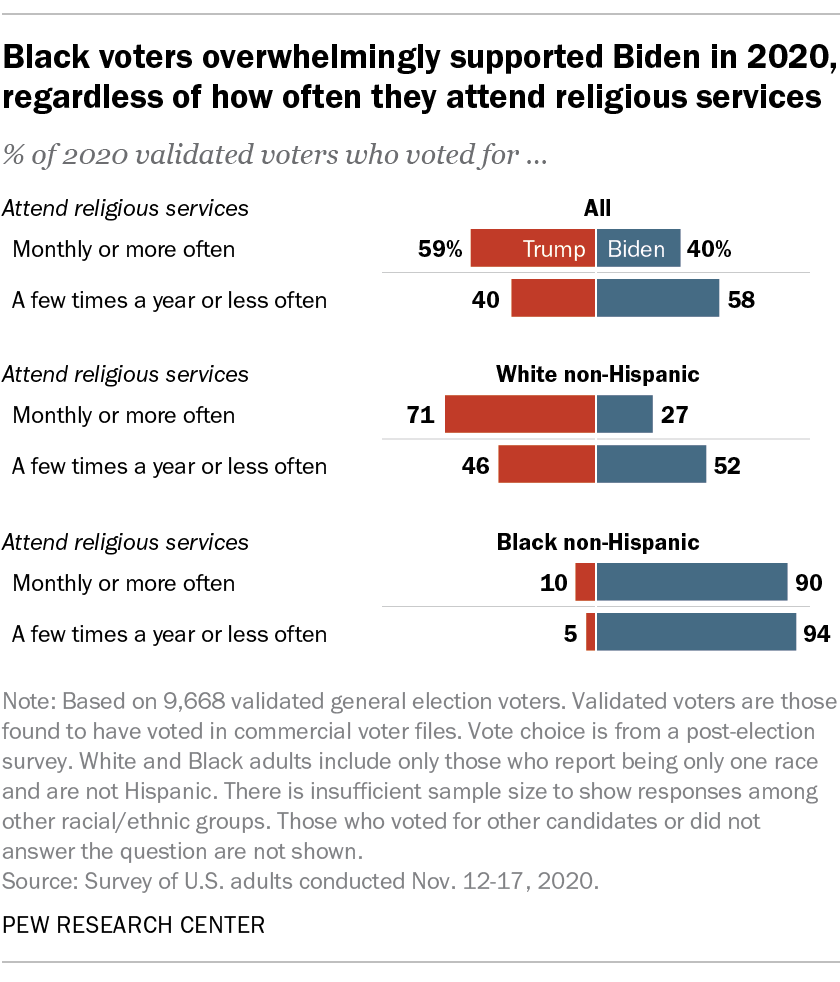 Black voters overwhelmingly supported Biden in 2020,
regardless of how often they attend religious services
% of 2020 validated voters who voted for ...
Attend religious services All
Monthly or more often 59% Trump Biden 40%
A few times a year or less often 40 58
Attend religious services White non-Hispanic
Monthly or more often 71 27
A few times a year or less often 46 52
Attend religious services Black non-Hispanic
Monthly or more often 10 90
A few times a year or less often 5 94
Note: Based on 9,668 validated general election voters. Validated voters are those
found to have voted in commercial voter files. Vote choice is from a post-election
survey. White and Black adults include only those who report being only one race
and are not Hispanic. There is insufficient sample size to show responses among
other racial/ethnic groups. Those who voted for other candidates or did not
answer the question are not shown.
Source: Survey of U.S. adults conducted Nov. 12-17, 2020.
PEW RESEARCH CENTER